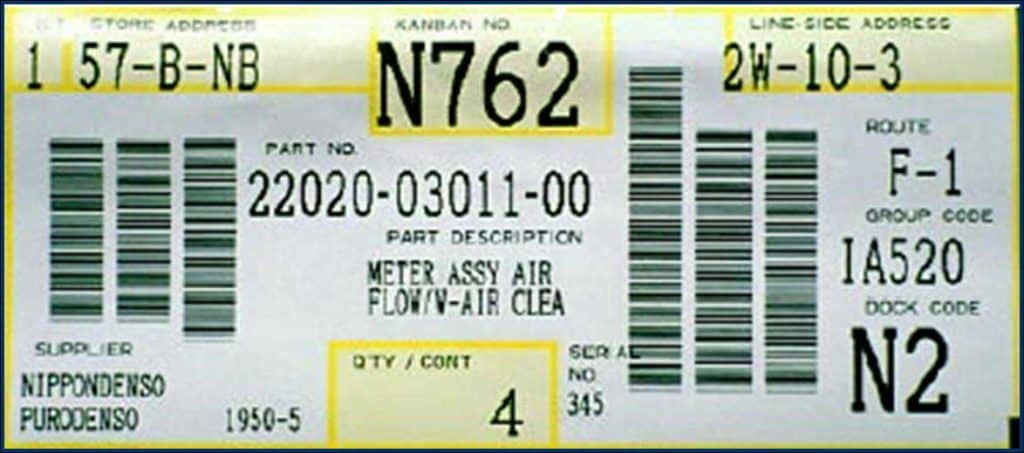 STORE ADDRESS
1 57-B-NB
KANBAN NO.
N762
LINE-SIDE ADDRESS
2W-10-3
PART NO.
22020-03011-00
PART DESCRIPTION
METER ASSY AIR
FLOW/W-AIR CLEA
ROUTE
F-1
GROUP CODE
IA520
DOCK CODE
N2
SUPPLIER
NIPPONDENSO
PURODENSO 1950-5
QTY / CONT
4
SERIAL
NO
345